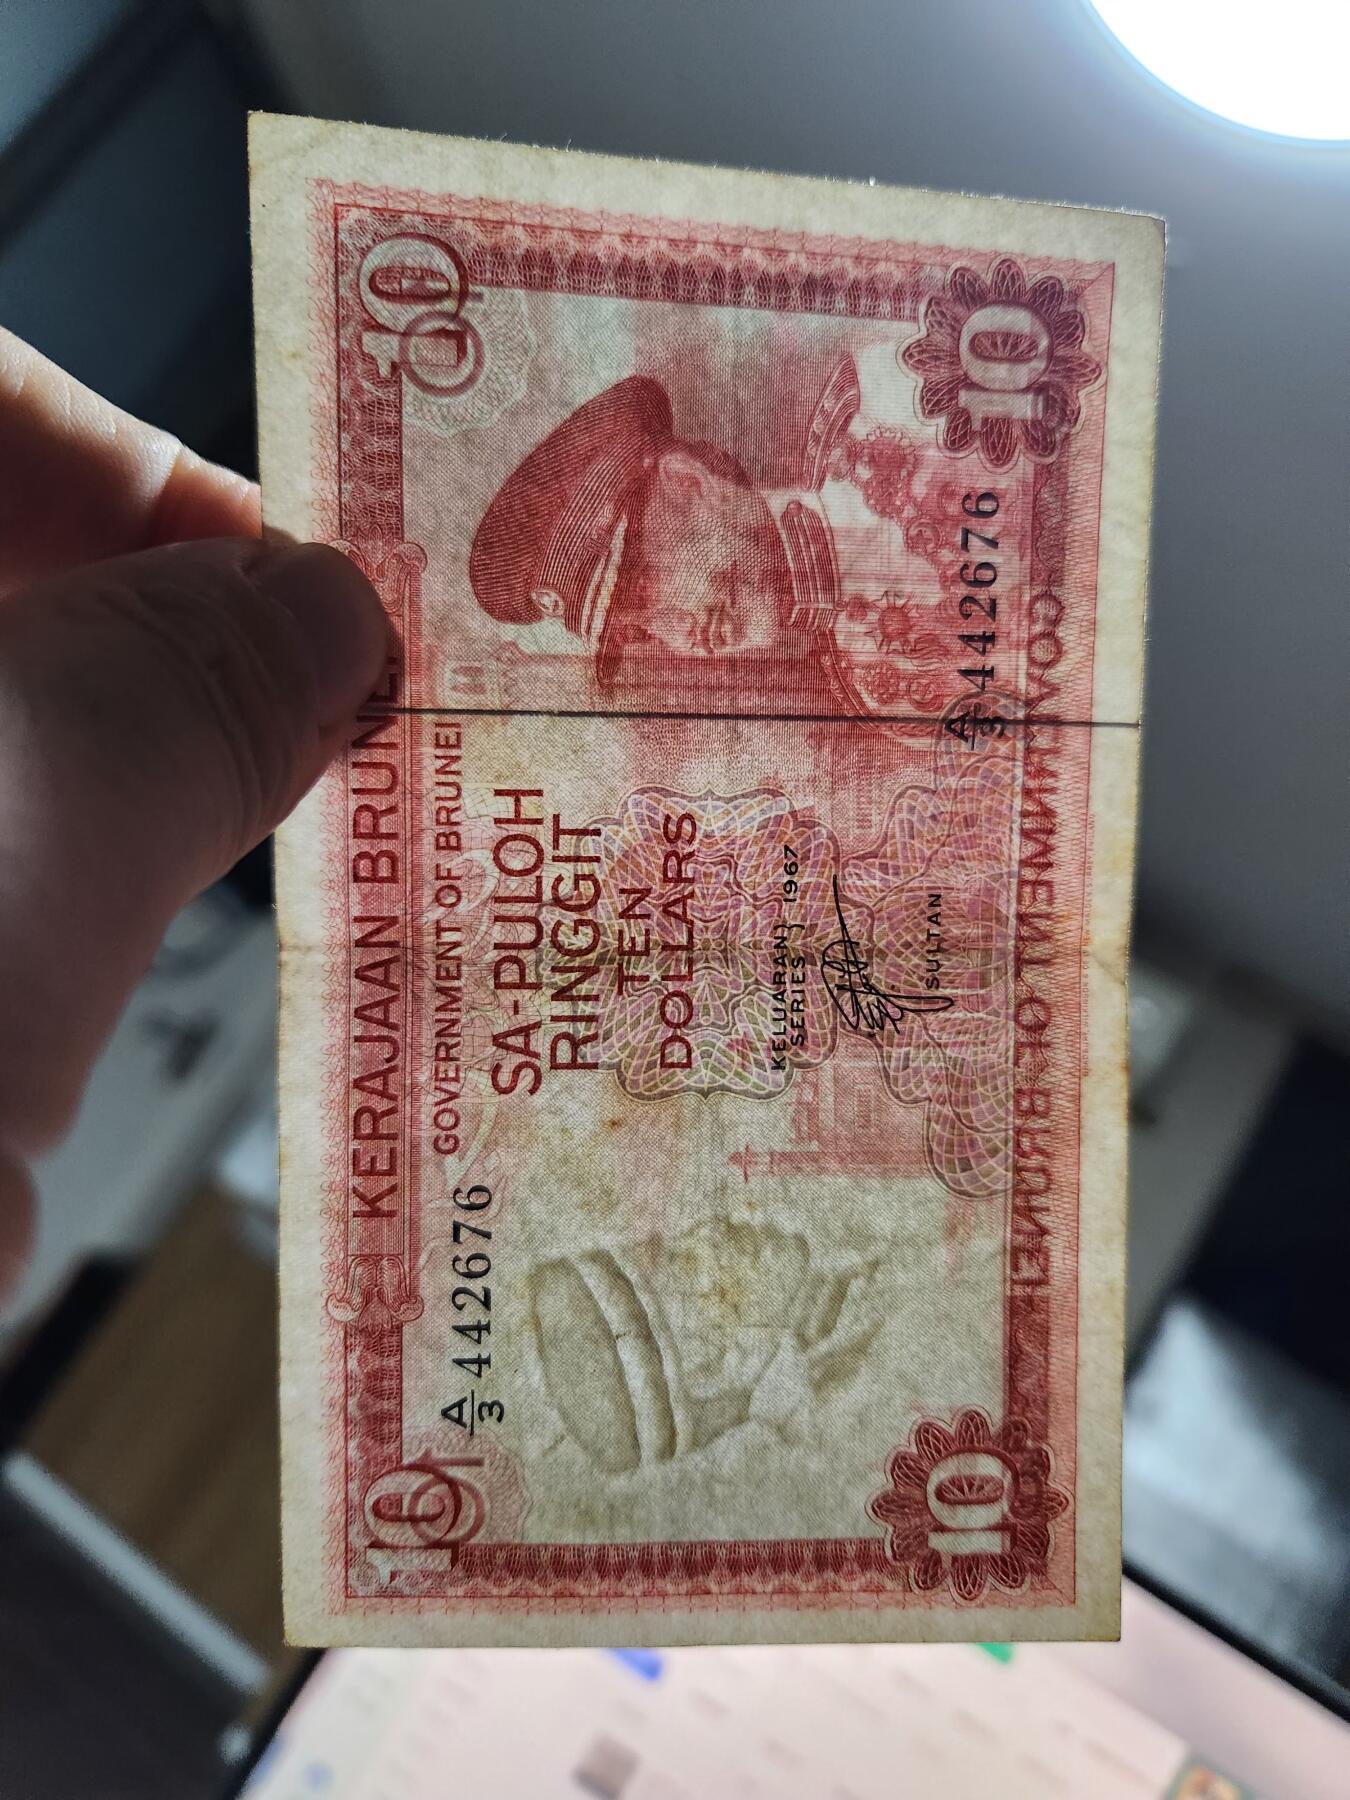 KERAJAAN BRUNEI
GOVERNMENT OF BRUNEI
10
10
A/3 442676
SA-PULOH
RINGGIT
TEN
DOLLARS
KELUARAN} 1967
SERIES
SULTAN
A/3 442676
10
10
GOVERNMENT OF BRUNEI